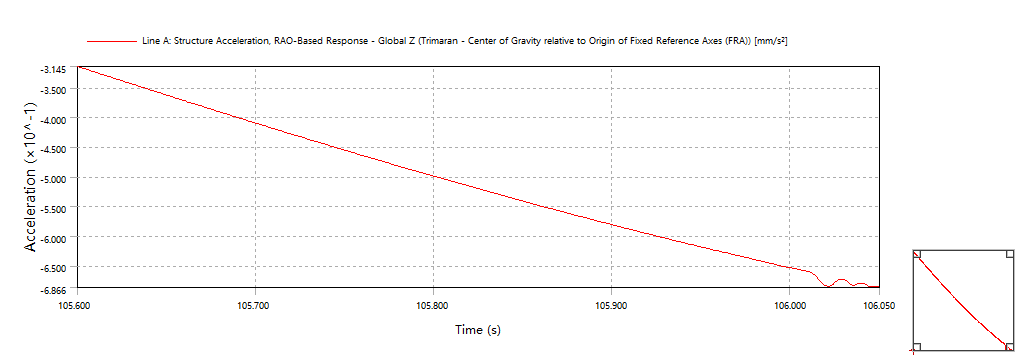 Line A: Structure Acceleration, RAO-Based Response - Global Z (Trimaran - Center of Gravity relative to Origin of Fixed Reference Axes (FRA)) [mm/s²]
Acceleration (×10^-1)
-3.145
-3.500
-4.000
-4.500
-5.000
-5.500
-6.000
-6.500
-6.866
105.600 105.700 105.800 105.900 106.000 106.050
Time (s)